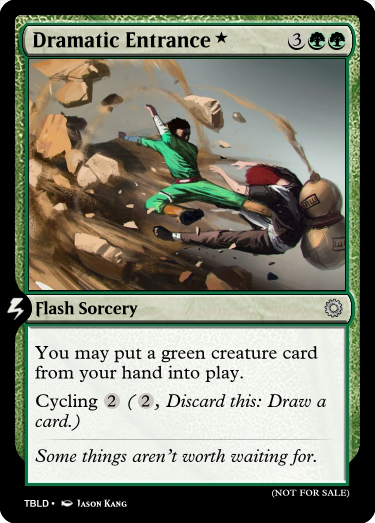 Dramatic Entrance ★ 3
Flash Sorcery
You may put a green creature card
from your hand into play.
Cycling 2 ( 2, Discard this: Draw a
card.)
Some things aren't worth waiting for.
(NOT FOR SALE)
TBLD • Jason Kang